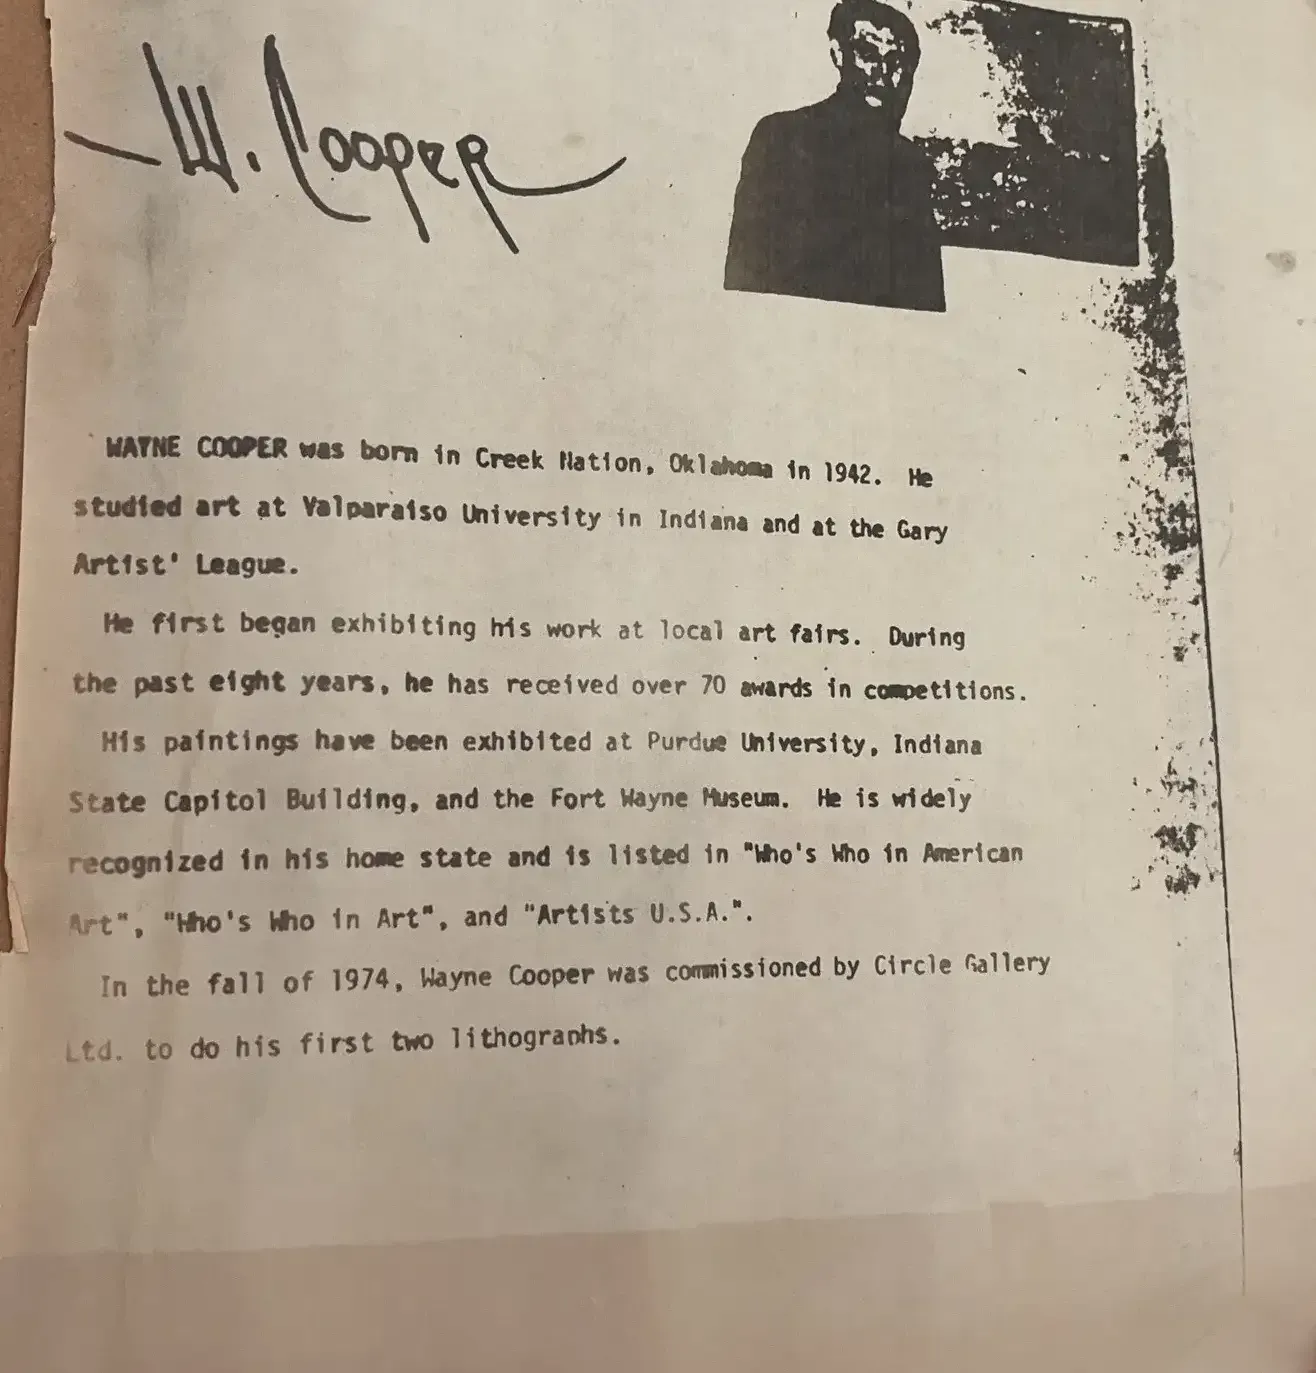 W. Cooper
WAYNE COOPER was born in Creek Nation, Oklahoma in 1942. He
studied art at Valparaiso University in Indiana and at the Gary
Artist' League.
He first began exhibiting his work at local art fairs. During
the past eight years, he has received over 70 awards in competitions.
His paintings have been exhibited at Purdue University, Indiana
State Capitol Building, and the Fort Wayne Museum. He is widely
recognized in his home state and is listed in "Who's Who in American
Art", "Who's Who in Art", and "Artists U.S.A.".
In the fall of 1974, Wayne Cooper was commissioned by Circle Gallery
Ltd. to do his first two lithographs.